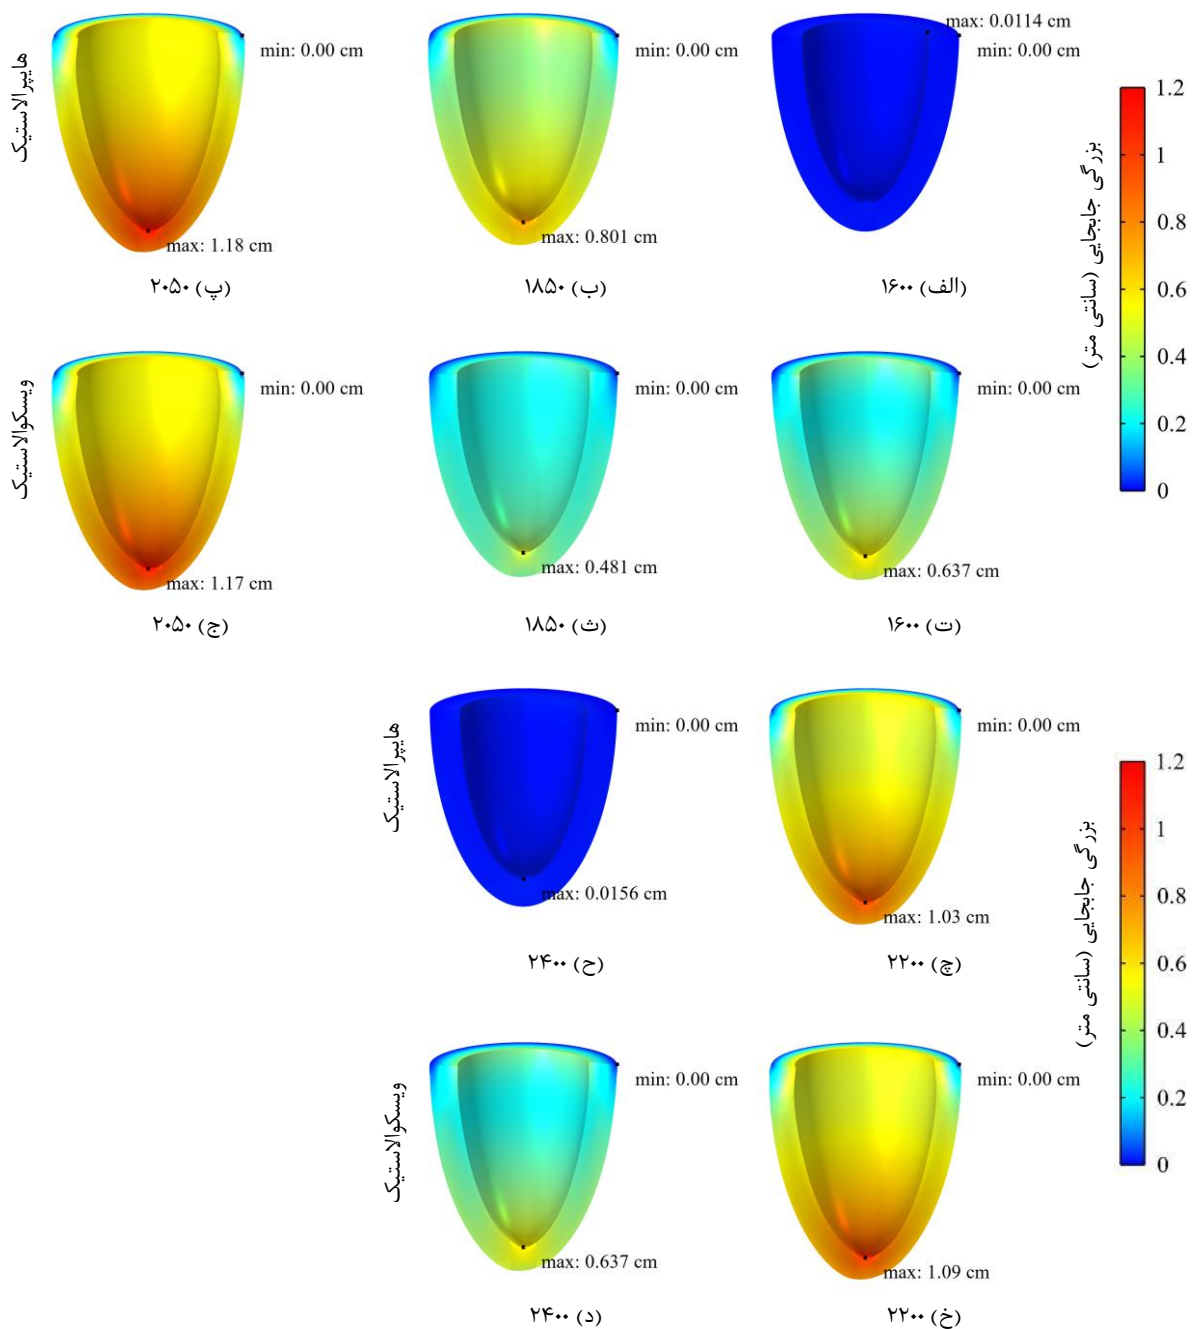 هایپرالاستیک
max: 0.0114 cm
min: 0.00 cm
(الف) ۱۶۰۰
min: 0.00 cm
max: 0.801 cm
(ب) ۱۸۵۰
min: 0.00 cm
max: 1.18 cm
(پ) ۲۰۵۰
بزرگی جابجایی (سانتی متر)
1.2
1
0.8
0.6
0.4
0.2
0
ویسکوالاستیک
min: 0.00 cm
max: 0.637 cm
(ت) ۱۶۰۰
min: 0.00 cm
max: 0.481 cm
(ث) ۱۸۵۰
min: 0.00 cm
max: 1.17 cm
(ج) ۲۰۵۰
هایپرالاستیک
min: 0.00 cm
max: 1.03 cm
(چ) ۲۲۰۰
min: 0.00 cm
max: 0.0156 cm
(ح) ۲۴۰۰
بزرگی جابجایی (سانتی متر)
1.2
1
0.8
0.6
0.4
0.2
0
ویسکوالاستیک
min: 0.00 cm
max: 1.09 cm
(خ) ۲۲۰۰
min: 0.00 cm
max: 0.637 cm
(د) ۲۴۰۰